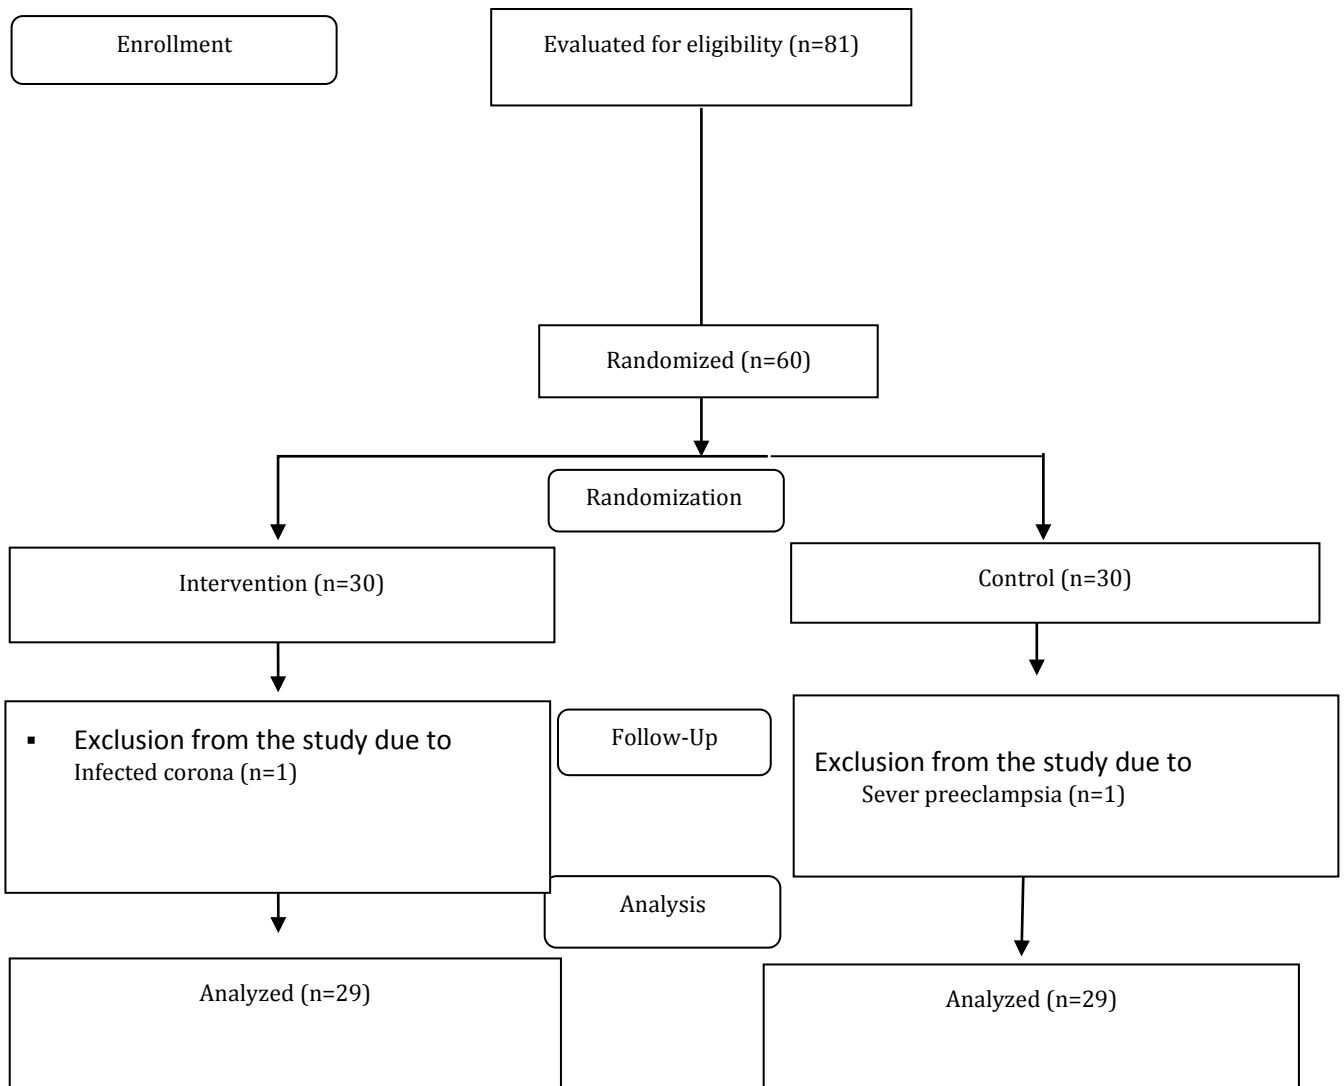 Enrollment
Evaluated for eligibility (n=81)
Randomized (n=60)
Randomization
Intervention (n=30)
Control (n=30)
▪ Exclusion from the study due to
Infected corona (n=1)
Follow-Up
Exclusion from the study due to
Sever preeclampsia (n=1)
Analysis
Analyzed (n=29)
Analyzed (n=29)